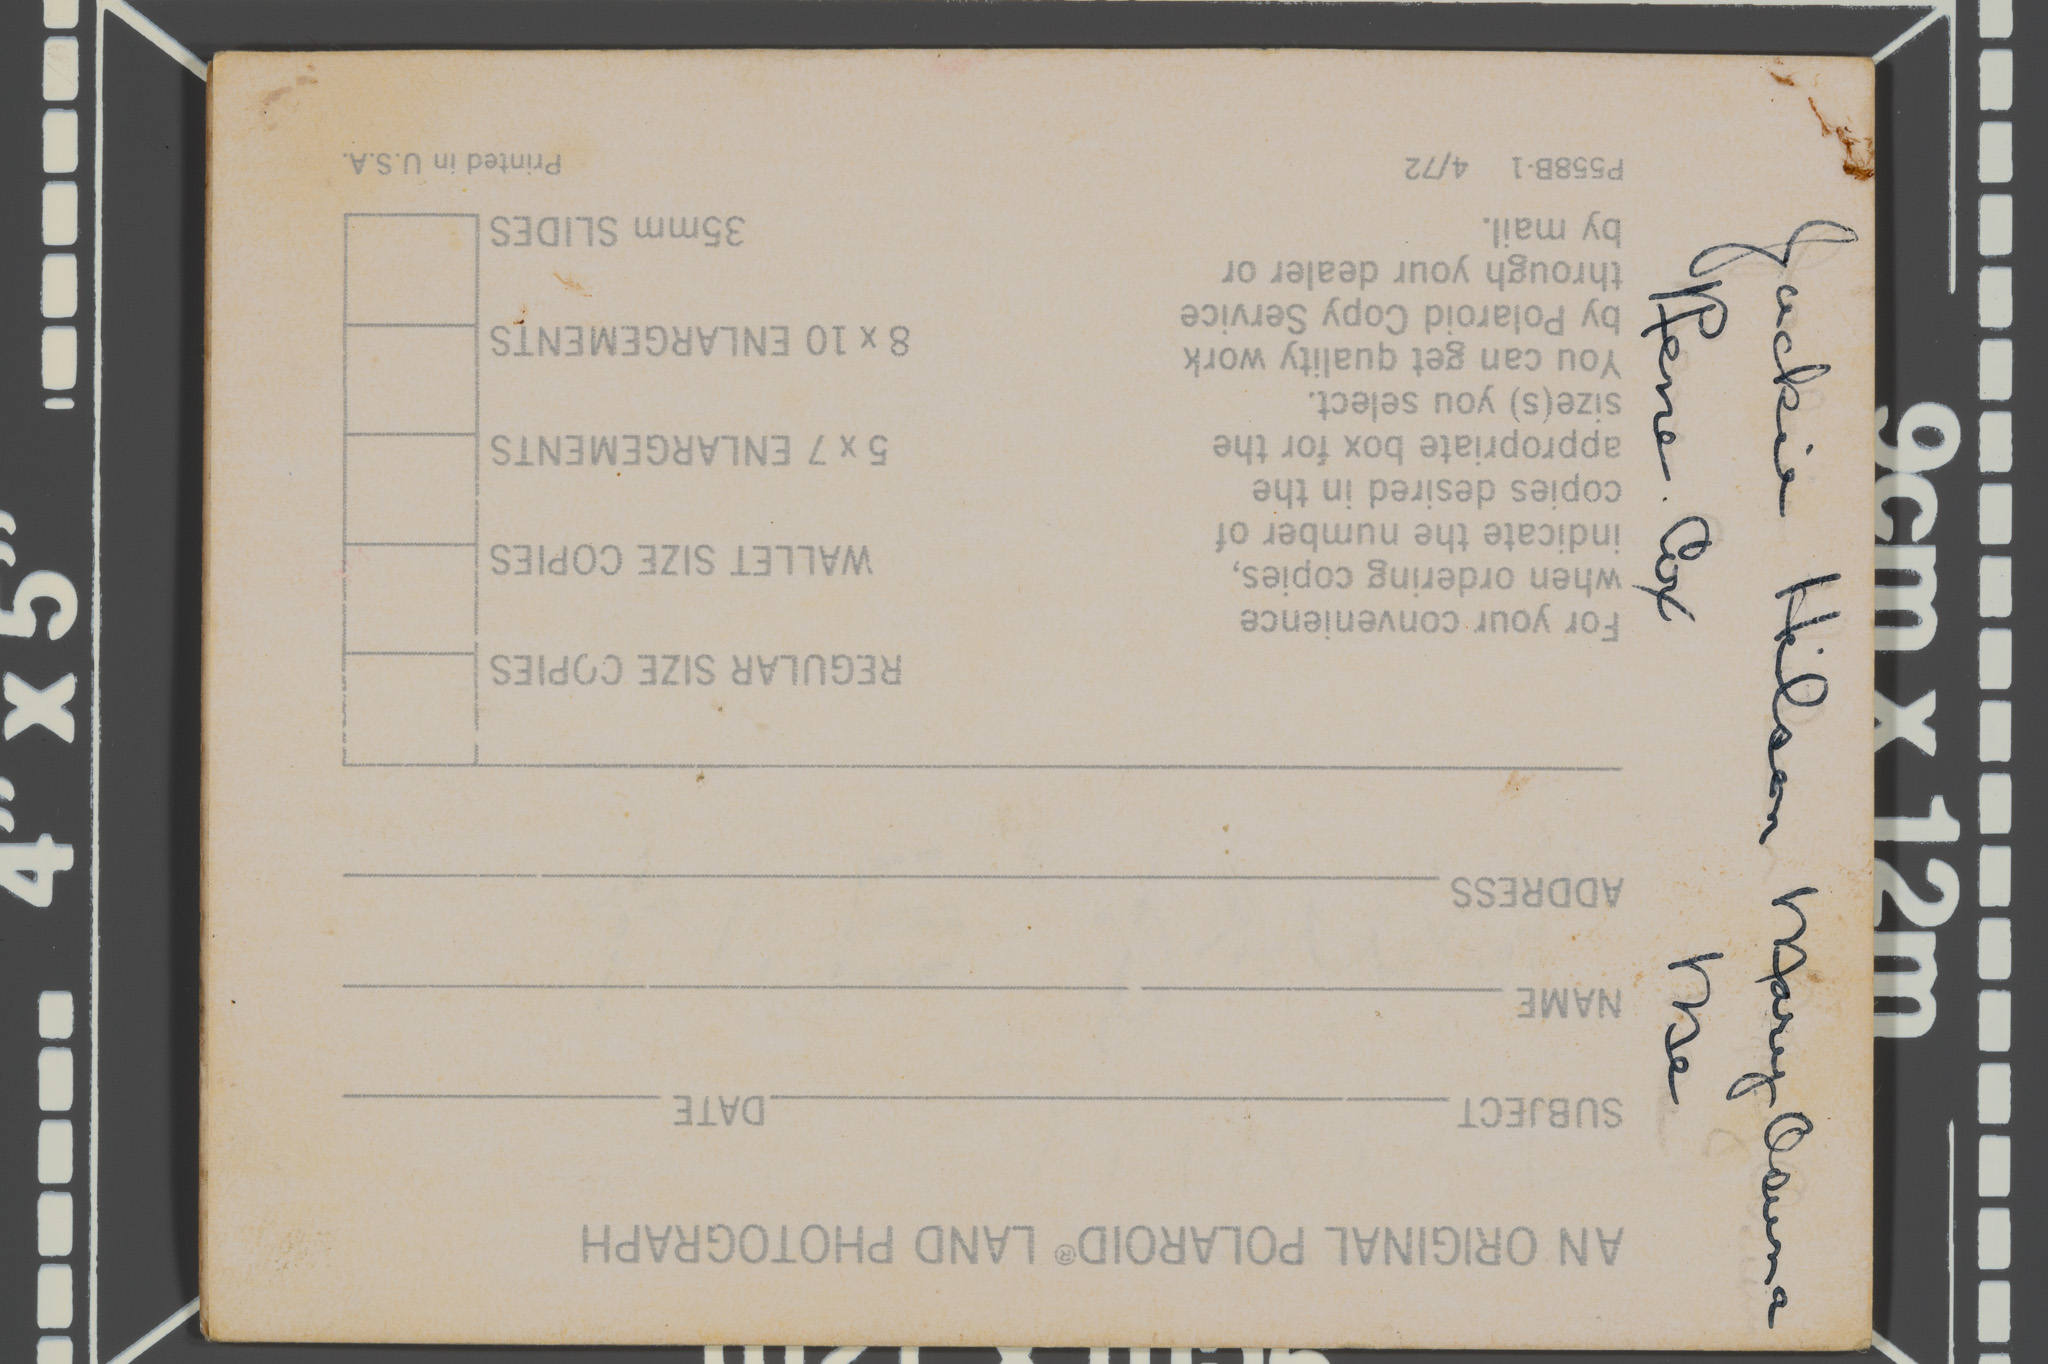 AN ORIGINAL POLAROID® LAND PHOTOGRAPH
SUBJECT DATE
NAME
ADDRESS
For your convenience
when ordering copies,
indicate the number of
copies desired in the
appropriate box for the
size(s) you select.
You can get quality work
by Polaroid Copy Service
through your dealer or
by mail.
REGULAR SIZE COPIES
WALLET SIZE COPIES
5 x 7 ENLARGEMENTS
8 x 10 ENLARGEMENTS
35mm SLIDES
P558B-1 4/72
Printed in U.S.A.
Jackie Hilson Mary Osuna
Rene Cox Me
4” x 5”
9cm x 12m